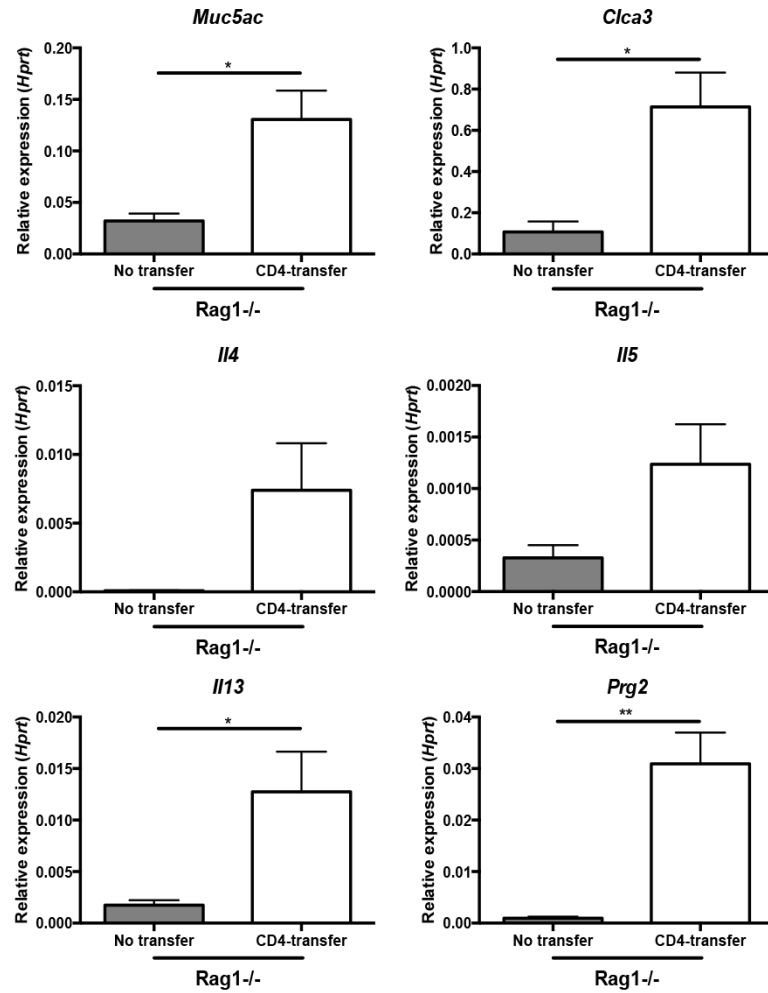 Muc5ac
Relative expression (Hprt)
0.20
0.15
0.10
0.05
0.00
*
No transfer
CD4-transfer
Rag1-/-
Clca3
Relative expression (Hprt)
1.0
0.8
0.6
0.4
0.2
0.0
*
No transfer
CD4-transfer
Rag1-/-
Il4
Relative expression (Hprt)
0.015
0.010
0.005
0.000
No transfer
CD4-transfer
Rag1-/-
Il5
Relative expression (Hprt)
0.0020
0.0015
0.0010
0.0005
0.0000
No transfer
CD4-transfer
Rag1-/-
Il13
Relative expression (Hprt)
0.020
0.015
0.010
0.005
0.000
*
No transfer
CD4-transfer
Rag1-/-
Prg2
Relative expression (Hprt)
0.04
0.03
0.02
0.01
0.00
**
No transfer
CD4-transfer
Rag1-/-